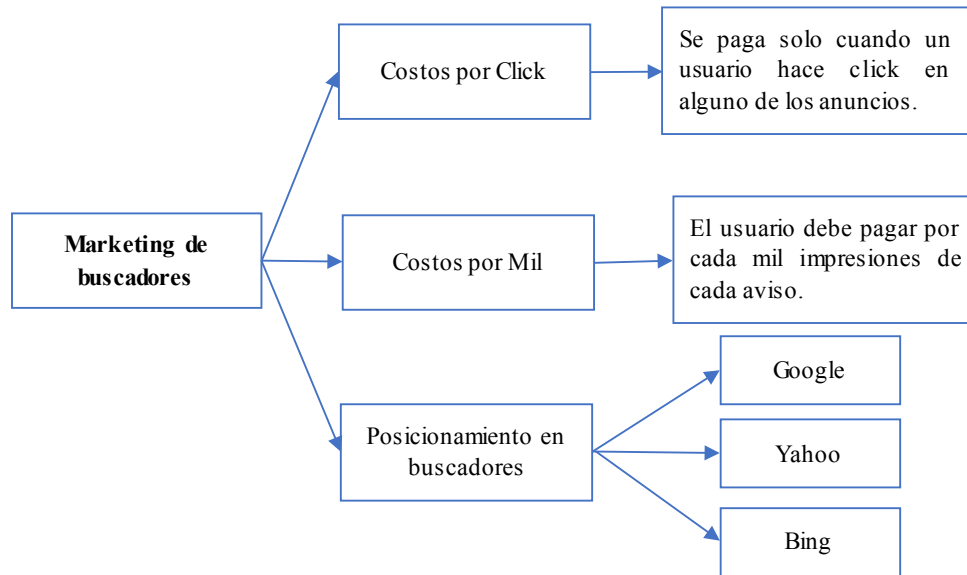 Costos por Click
Se paga solo cuando un
usuario hace click en
alguno de los anuncios.
Marketing de
buscadores
Costos por Mil
El usuario debe pagar por
cada mil impresiones de
cada aviso.
Posicionamiento en
buscadores
Google
Yahoo
Bing